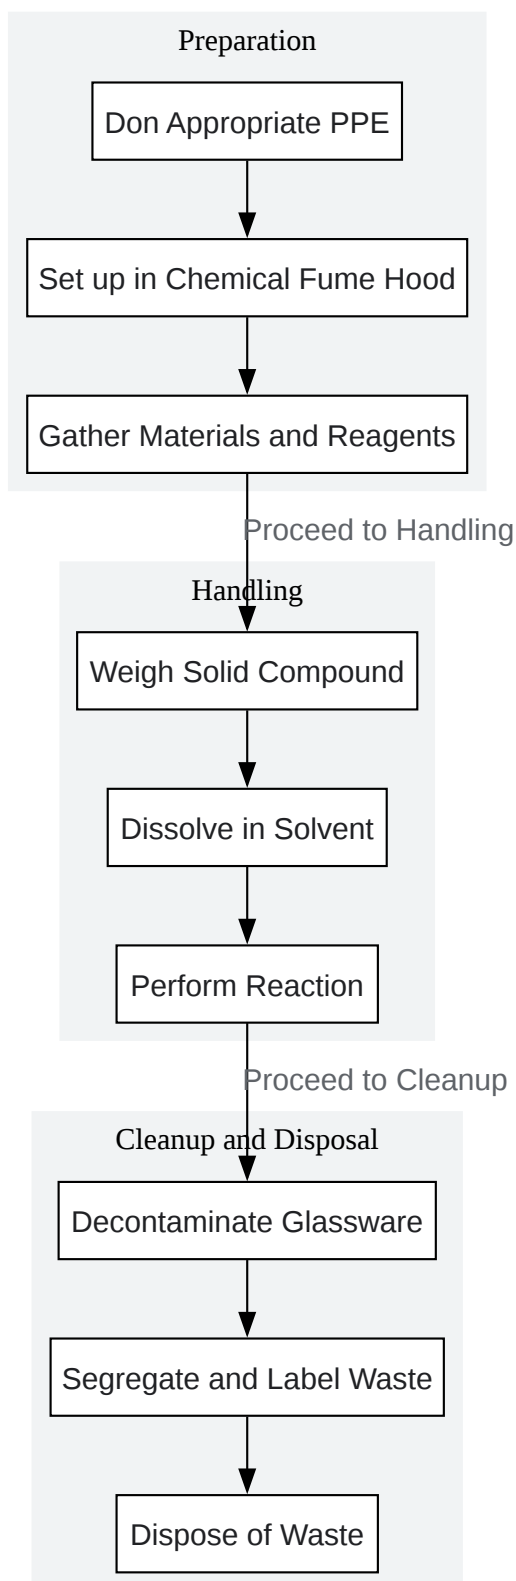 Preparation
Don Appropriate PPE
Set up in Chemical Fume Hood
Gather Materials and Reagents
Proceed to Handling
Handling
Weigh Solid Compound
Dissolve in Solvent
Perform Reaction
Proceed to Cleanup
Cleanup and Disposal
Decontaminate Glassware
Segregate and Label Waste
Dispose of Waste